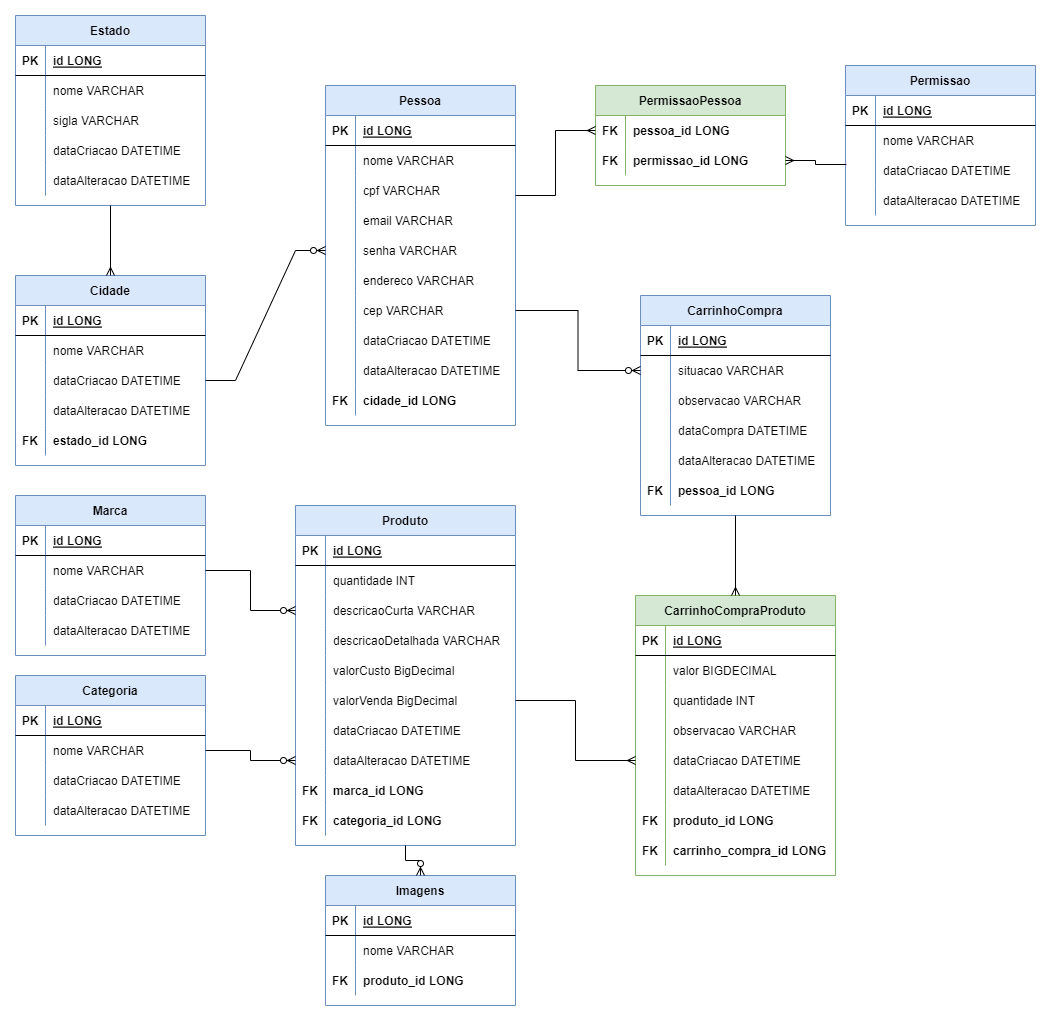 Estado
PK id LONG
nome VARCHAR
sigla VARCHAR
dataCriacao DATETIME
dataAlteracao DATETIME
Cidade
PK id LONG
nome VARCHAR
dataCriacao DATETIME
dataAlteracao DATETIME
FK estado_id LONG
Pessoa
PK id LONG
nome VARCHAR
cpf VARCHAR
email VARCHAR
senha VARCHAR
endereco VARCHAR
cep VARCHAR
dataCriacao DATETIME
dataAlteracao DATETIME
FK cidade_id LONG
PermissaoPessoa
FK pessoa_id LONG
FK permissao_id LONG
Permissao
PK id LONG
nome VARCHAR
dataCriacao DATETIME
dataAlteracao DATETIME
CarrinhoCompra
PK id LONG
situacao VARCHAR
observacao VARCHAR
dataCompra DATETIME
dataAlteracao DATETIME
FK pessoa_id LONG
Marca
PK id LONG
nome VARCHAR
dataCriacao DATETIME
dataAlteracao DATETIME
Categoria
PK id LONG
nome VARCHAR
dataCriacao DATETIME
dataAlteracao DATETIME
Produto
PK id LONG
quantidade INT
descricaoCurta VARCHAR
descricaoDetalhada VARCHAR
valorCusto BigDecimal
valorVenda BigDecimal
dataCriacao DATETIME
dataAlteracao DATETIME
FK marca_id LONG
FK categoria_id LONG
CarrinhoCompraProduto
PK id LONG
valor BIGDECIMAL
quantidade INT
observacao VARCHAR
dataCriacao DATETIME
dataAlteracao DATETIME
FK produto_id LONG
FK carrinho_compra_id LONG
Imagens
PK id LONG
nome VARCHAR
FK produto_id LONG